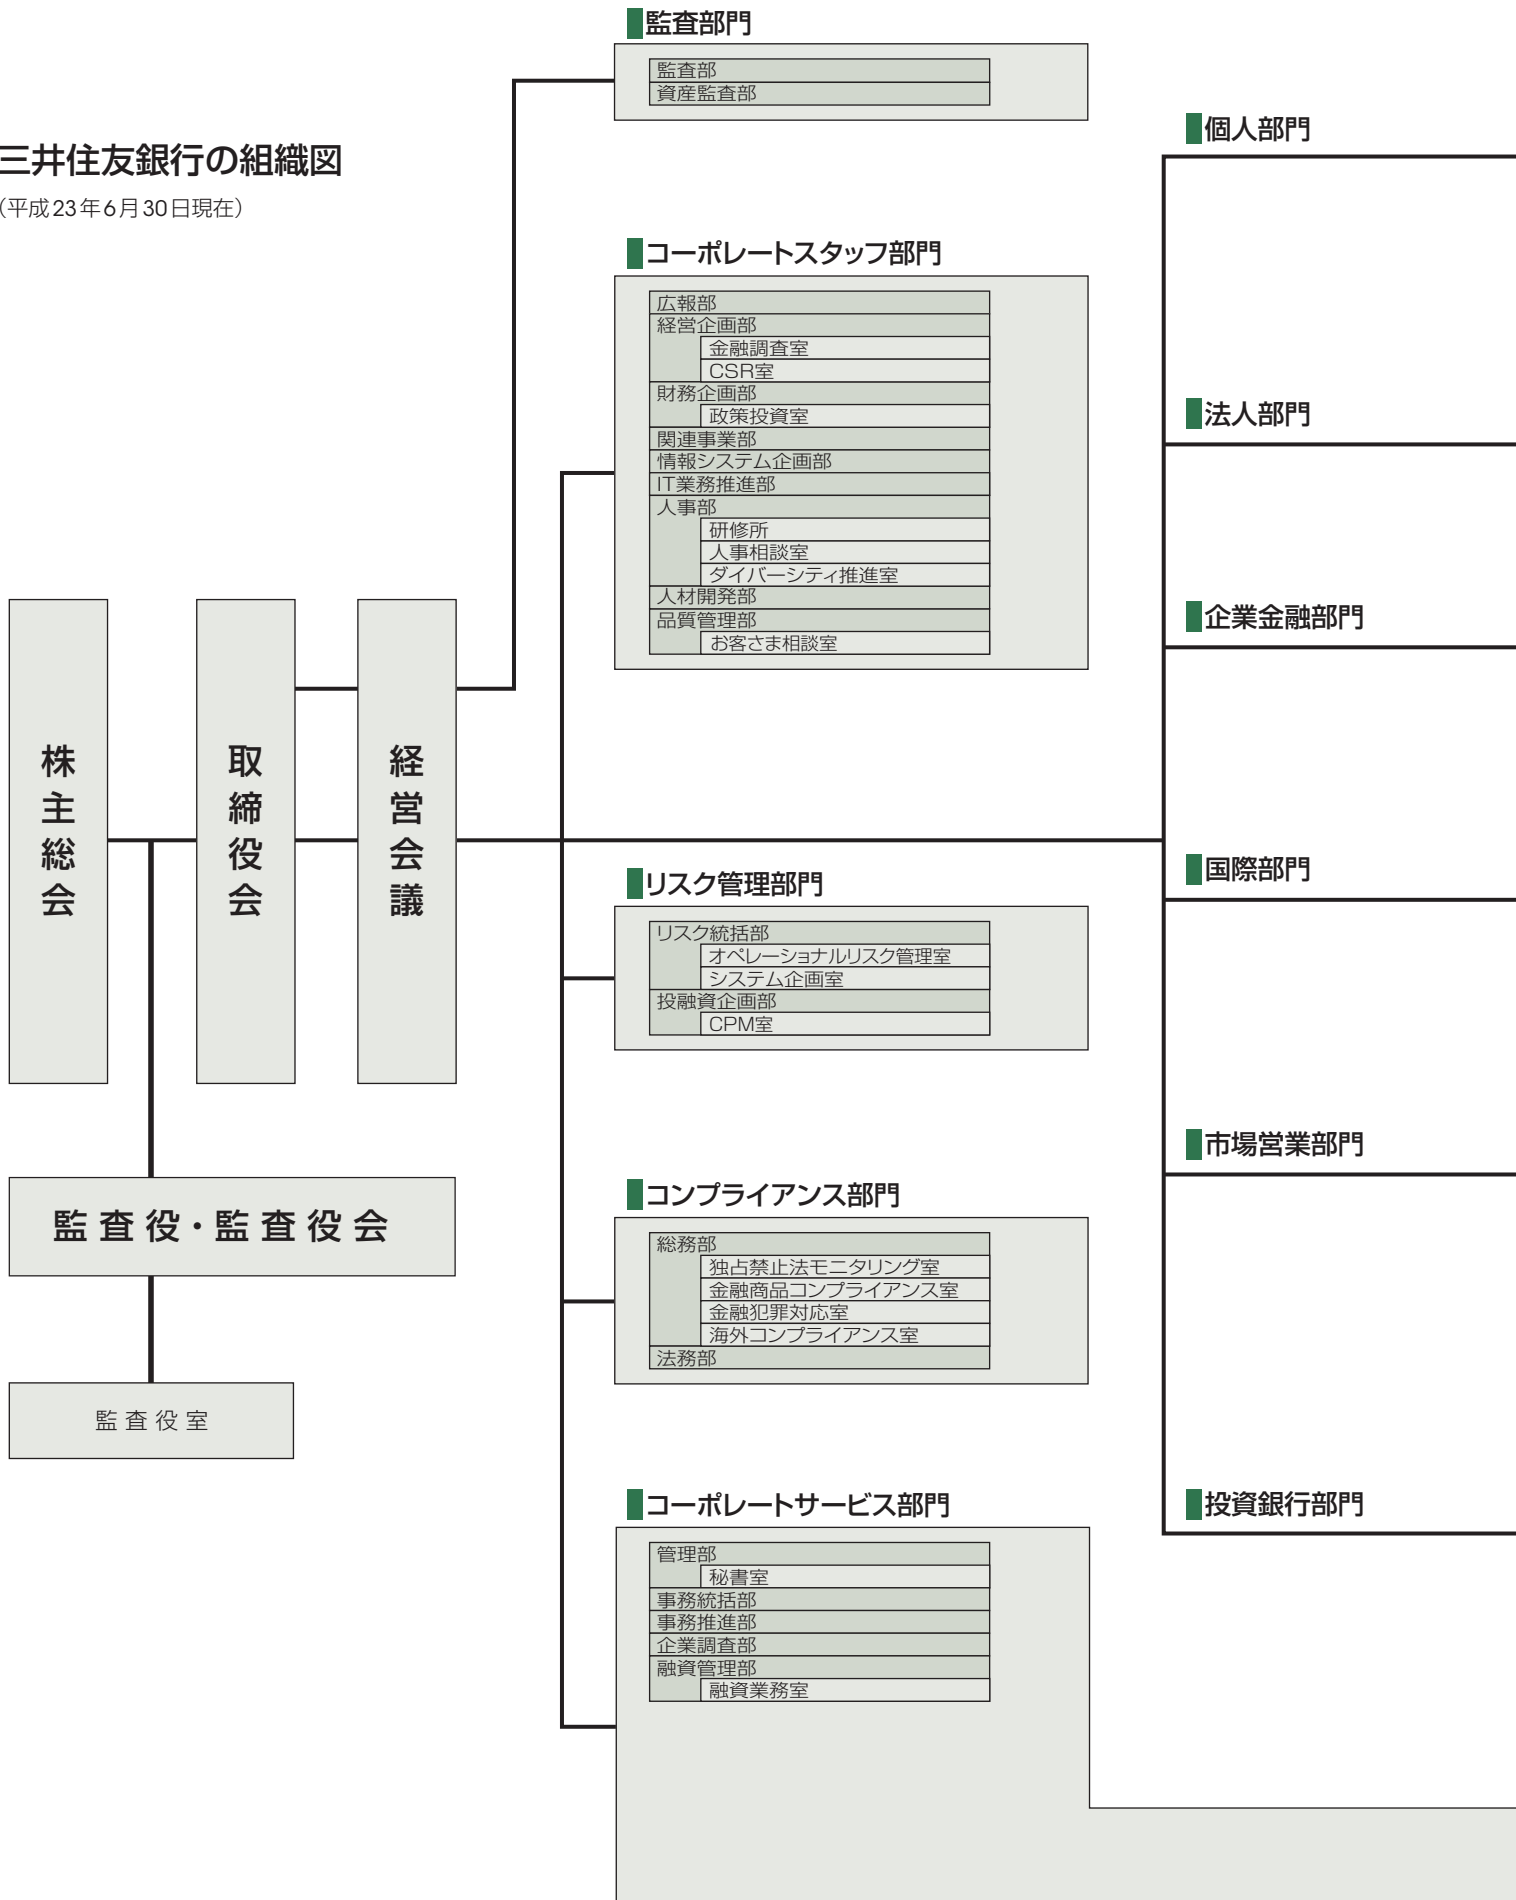 三井住友銀行の組織図
（平成23年6月30日現在）
株主総会
取締役会
経営会議
監査役・監査役会
監査役室
監査部門
監査部
資産監査部
コーポレートスタッフ部門
広報部
経営企画部
金融調査室
CSR室
財務企画部
政策投資室
関連事業部
情報システム企画部
IT業務推進部
人事部
研修所
人事相談室
ダイバーシティ推進室
人材開発部
品質管理部
お客さま相談室
リスク管理部門
リスク統括部
オペレーショナルリスク管理室
システム企画室
投融資企画部
CPM室
コンプライアンス部門
総務部
独占禁止法モニタリング室
金融商品コンプライアンス室
金融犯罪対応室
海外コンプライアンス室
法務部
コーポレートサービス部門
管理部
秘書室
事務統括部
事務推進部
企業調査部
融資管理部
融資業務室
個人部門
法人部門
企業金融部門
国際部門
市場営業部門
投資銀行部門